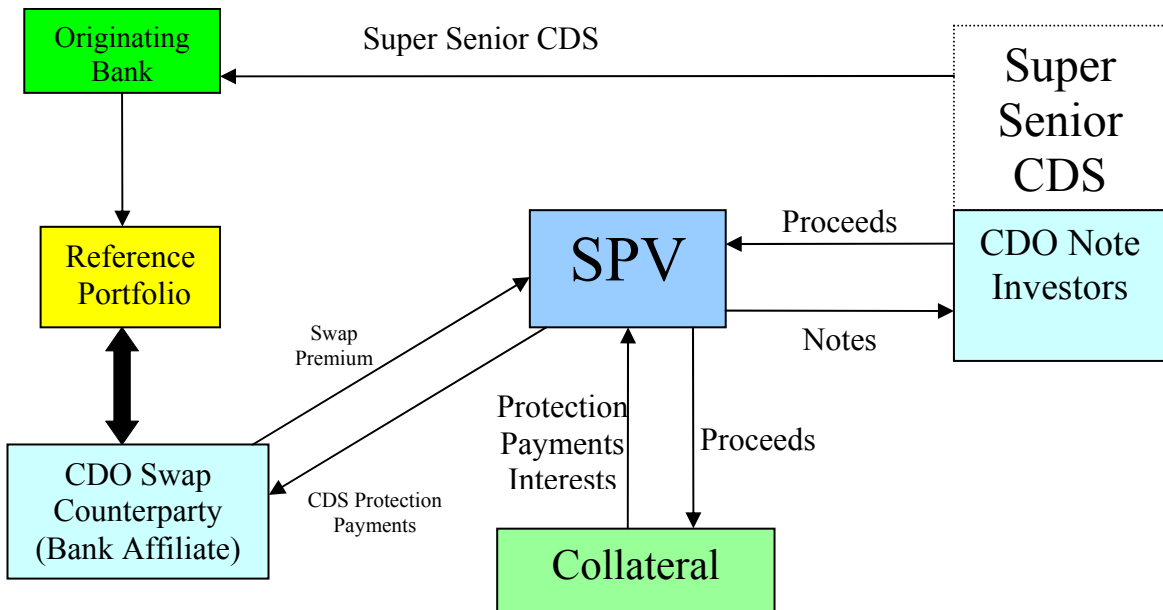 Originating
Bank
Super Senior CDS
Super
Senior
CDS
Reference
Portfolio
SPV
Proceeds
CDO Note
Investors
Notes
Swap
Premium
Protection
Payments
Interests
Proceeds
CDO Swap
Counterparty
(Bank Affiliate)
CDS Protection
Payments
Collateral